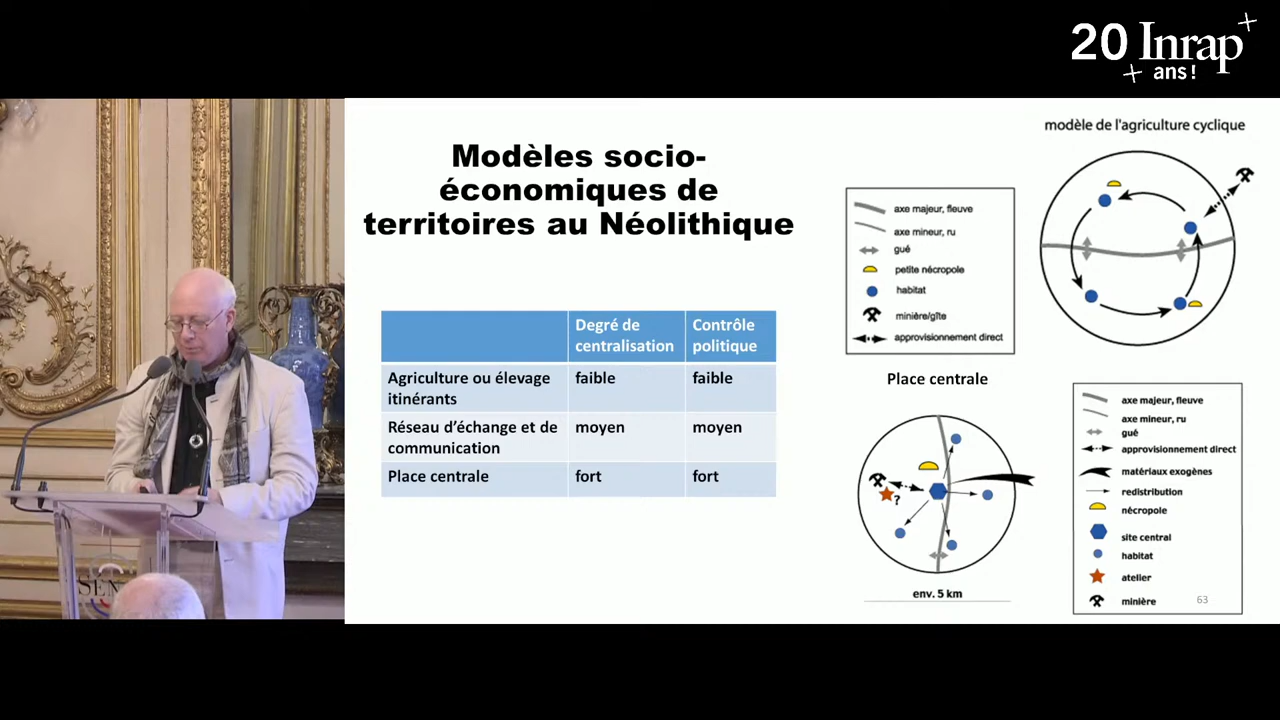 20 Inrap
ans !
Modèles socio-
économiques de
territoires au Néolithique
Degré de
centralisation
Contrôle
politique
Agriculture ou élevage
itinérants
faible
faible
Réseau d'échange et de
communication
moyen
moyen
Place centrale
fort
fort
modèle de l'agriculture cyclique
axe majeur, fleuve
axe mineur, ru
gué
petite nécropole
habitat
minière/gîte
approvisionnement direct
Place centrale
?
env. 5 km
axe majeur, fleuve
axe mineur, ru
gué
approvisionnement direct
matériaux exogènes
redistribution
nécropole
site central
habitat
atelier
minière
63